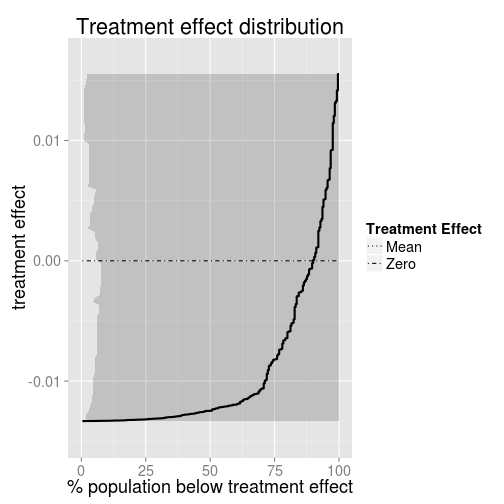 Treatment effect distribution
treatment effect
0.01
0.00
-0.01
0
25
50
75
100
% population below treatment effect
Treatment Effect
Mean
Zero